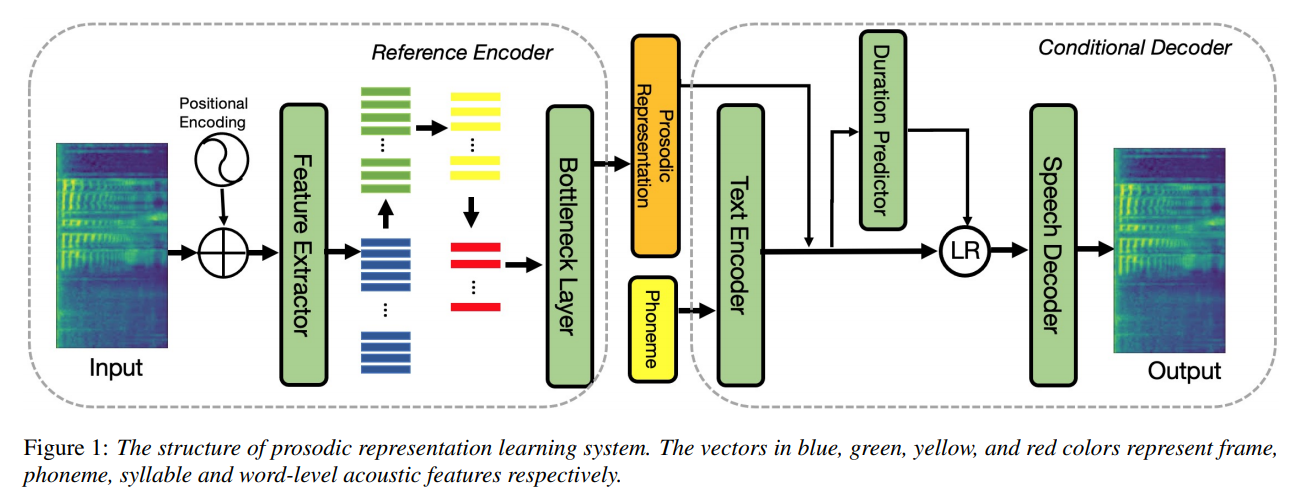 Reference Encoder
Conditional Decoder
Positional
Encoding
Input
Feature Extractor
Bottleneck Layer
Prosodic
Representation
Phoneme
Text Encoder
Duration Predictor
LR
Speech Decoder
Output
Figure 1: The structure of prosodic representation learning system. The vectors in blue, green, yellow, and red colors represent frame,
phoneme, syllable and word-level acoustic features respectively.